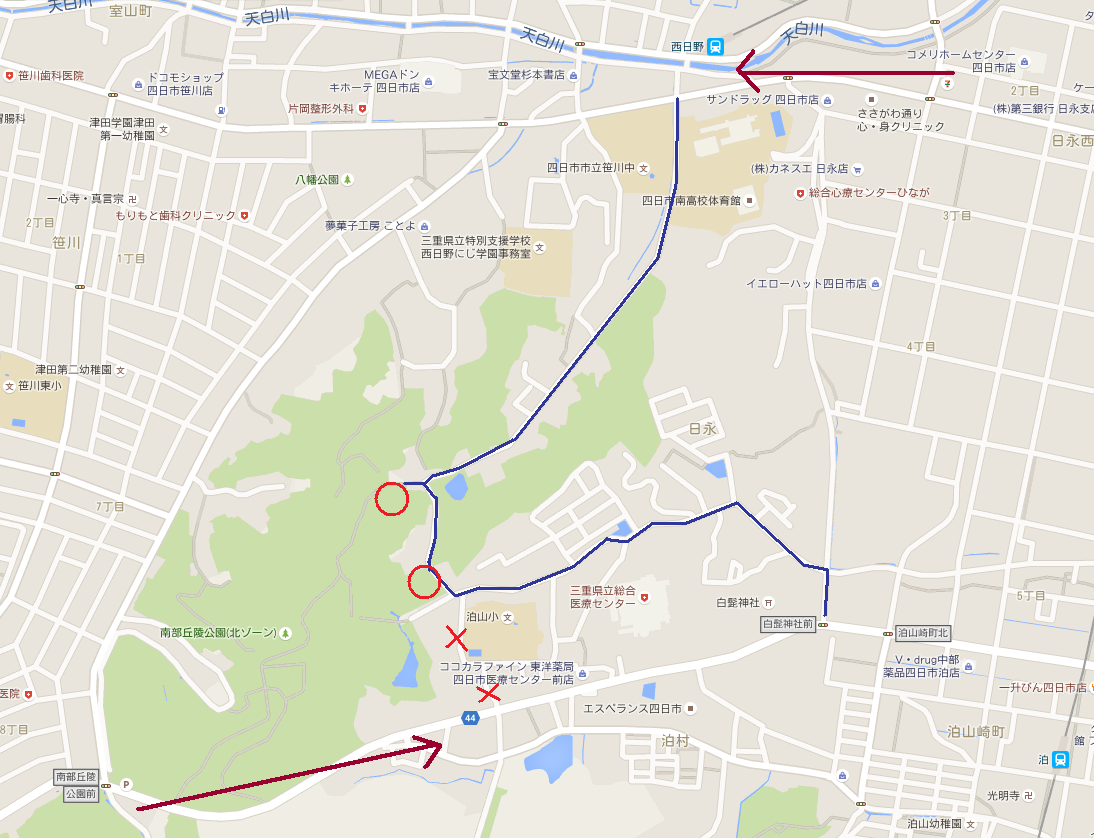 天白川
室山町
天白川
天白川
天白川
西日野
コメリホームセンター
四日市店
笹川歯科医院
ドコモショップ
四日市笹川店
MEGAドン
キホーテ 四日市店
宝文堂杉本書店
2丁目
ケー
片岡整形外科
サンドラッグ 四日市店
ささがわ通り
心・身クリニック
(株)第三銀行 日永支店
胃腸科
津田学園津田
第一幼稚園
日永西
四日市市立笹川中
(株)カネスエ 日永店
八幡公園
総合心療センターひなが
一心寺・真言宗
四日市南高校体育館
もりもと歯科クリニック
3丁目
2丁目
夢菓子工房 ことよ
笹川
三重県立特別支援学校
西日野にじ学園事務室
1丁目
イエローハット四日市店
4丁目
津田第二幼稚園
笹川東小
日永
7丁目
三重県立総合
医療センター
5丁目
白髭神社
泊山小
白髭神社前
泊山崎町北
南部丘陵公園(北ゾーン)
ココカラファイン 東洋薬局
四日市医療センター前店
V・drug中部
薬品四日市泊店
医院
一升びん四日市店
エスペランス四日市
44
8丁目
泊山崎町
泊村
館
泊
南部丘陵
公園前
P
光明寺
泊山幼稚園